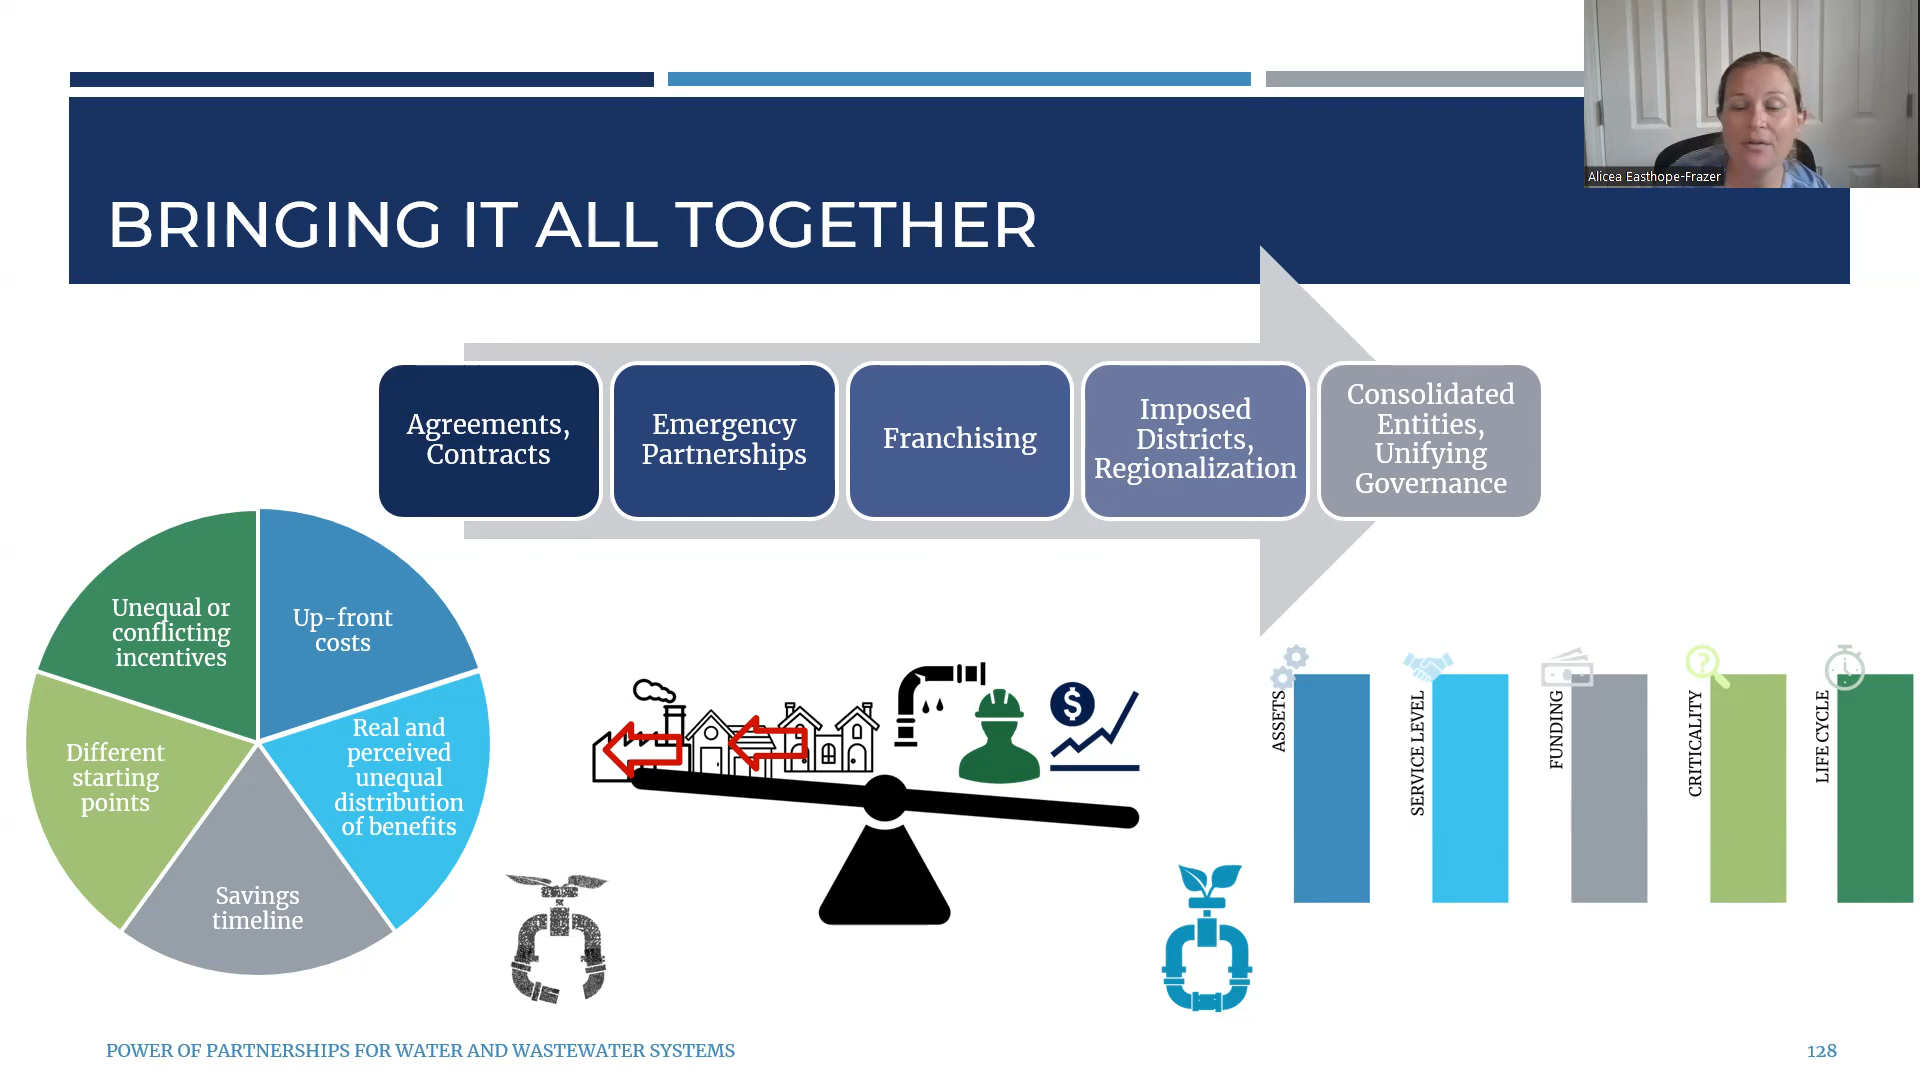 Alicea Easthope-Frazer
BRINGING IT ALL TOGETHER
Agreements,
Contracts
Emergency
Partnerships
Franchising
Imposed
Districts,
Regionalization
Consolidated
Entities,
Unifying
Governance
Unequal or
conflicting
incentives
Up-front
costs
Real and
perceived
unequal
distribution
of benefits
Savings
timeline
Different
starting
points
$
?
ASSETS
SERVICE LEVEL
FUNDING
CRITICALITY
LIFE CYCLE
POWER OF PARTNERSHIPS FOR WATER AND WASTEWATER SYSTEMS
128